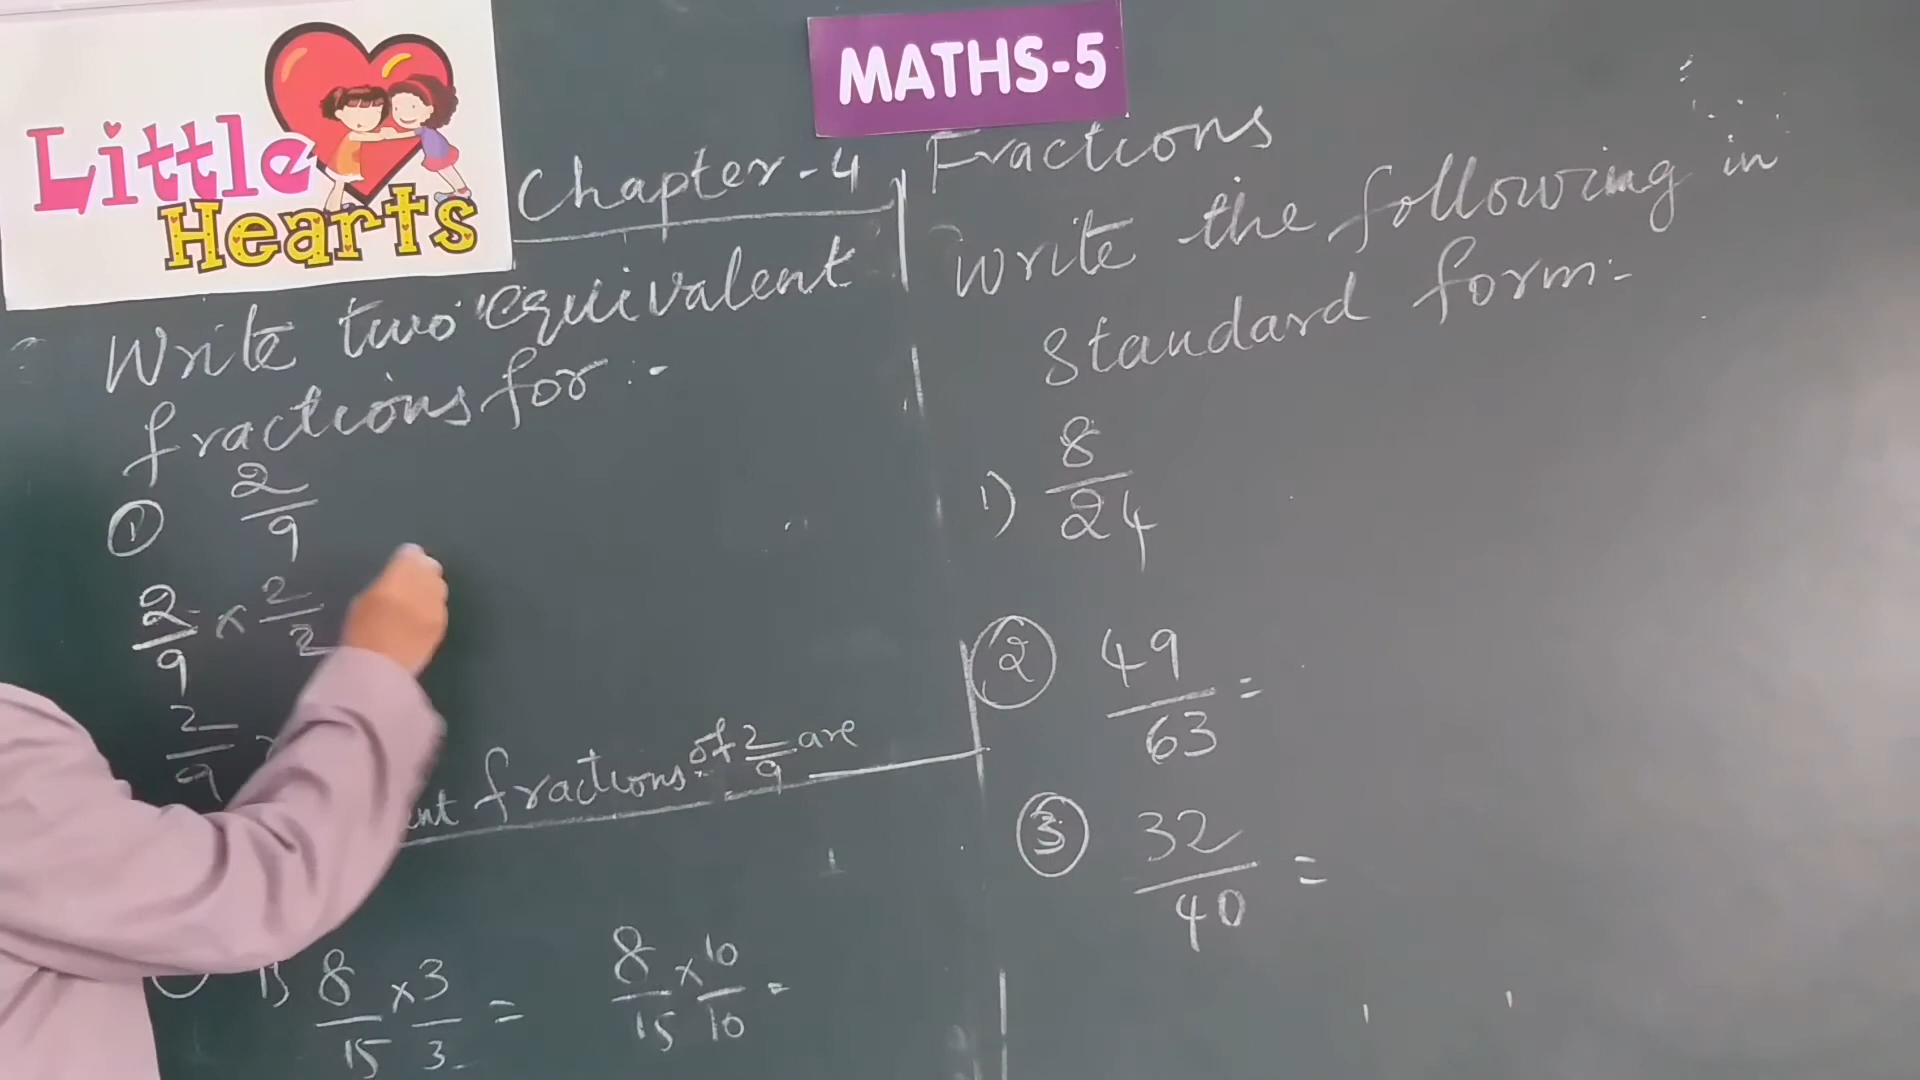 Little
Hearts
MATHS-5
Chapter-4
Fractions
Write two equivalent
fractions for :-
① 2/9
2/9 × 2/2
2/9
fractions of 2/9 are
8/15 × 3/3 =
8/15 × 10/10 =
Write the following in
Standard form:-
1) 8/24
② 49/63 =
③ 32/40 =